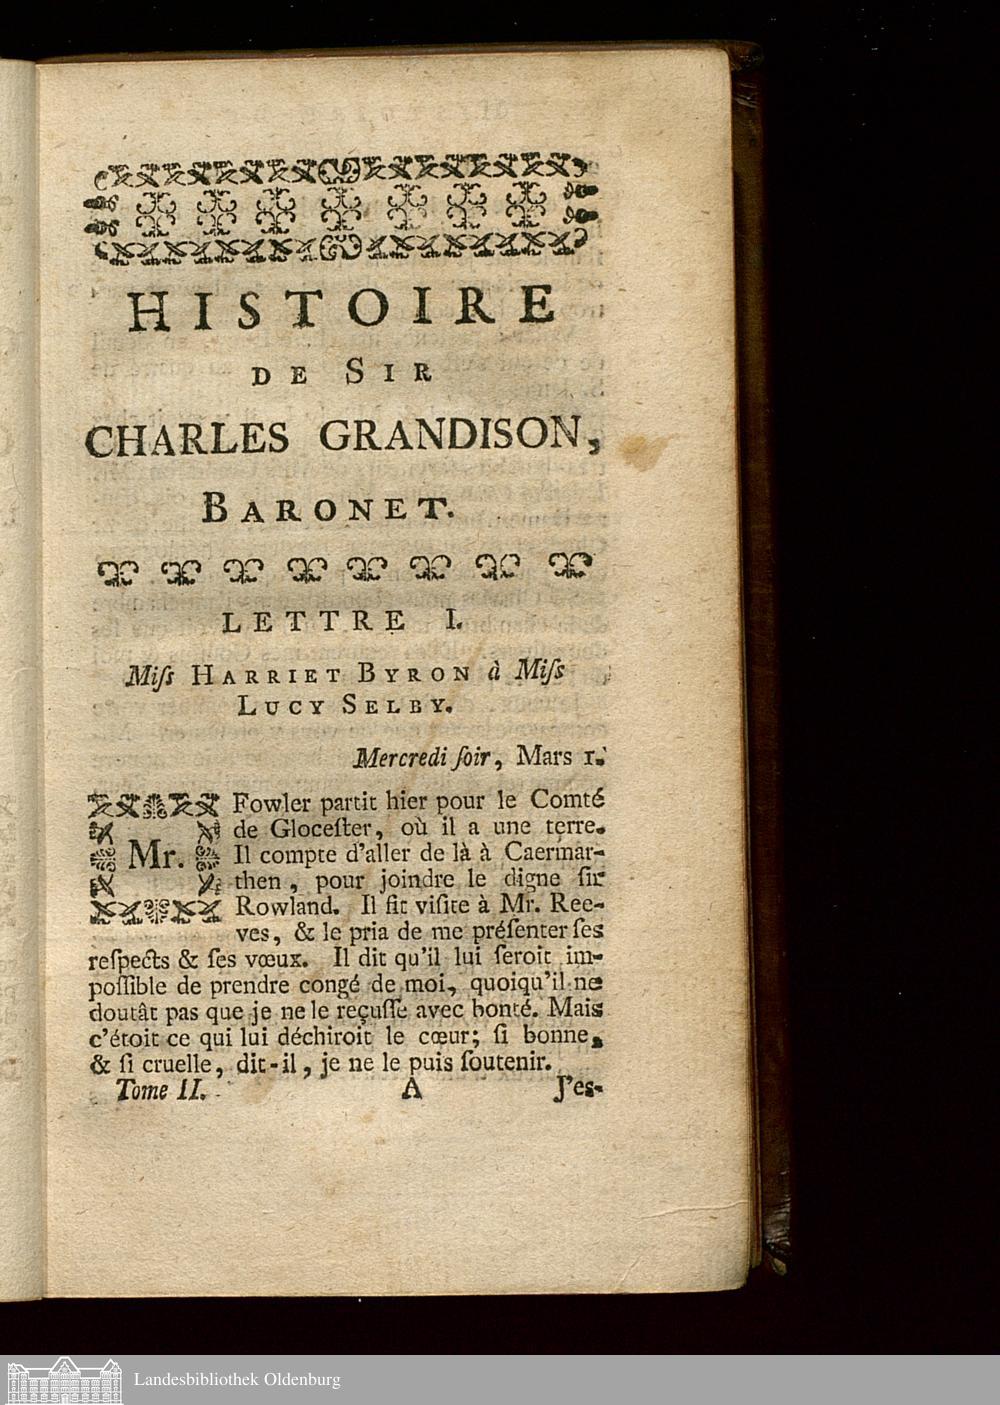 HISTOIRE
DE SIR
CHARLES GRANDISON,
BARONET.
LETTRE I.
Miſs HARRIET BYRON à Miſs
LUCY SELBY.
Mercredi ſoir, Mars 1.
Mr. Fowler partit hier pour le Comté
de Gloceſter, où il a une terre.
Il compte d'aller de là à Caermar-
then, pour joindre le digne ſir
Rowland. Il fit viſite à Mr. Ree-
ves, & le pria de me préſenter ſes
reſpects & ſes vœux. Il dit qu'il lui ſeroit im-
poſſible de prendre congé de moi, quoiqu'il ne
doutât pas que je ne le reçuſſe avec bonté. Mais
c'étoit ce qui lui déchiroit le cœur; ſi bonne,
& ſi cruelle, dit-il, je ne le puis ſoutenir.
Tome II. A J'es-
Landesbibliothek Oldenburg